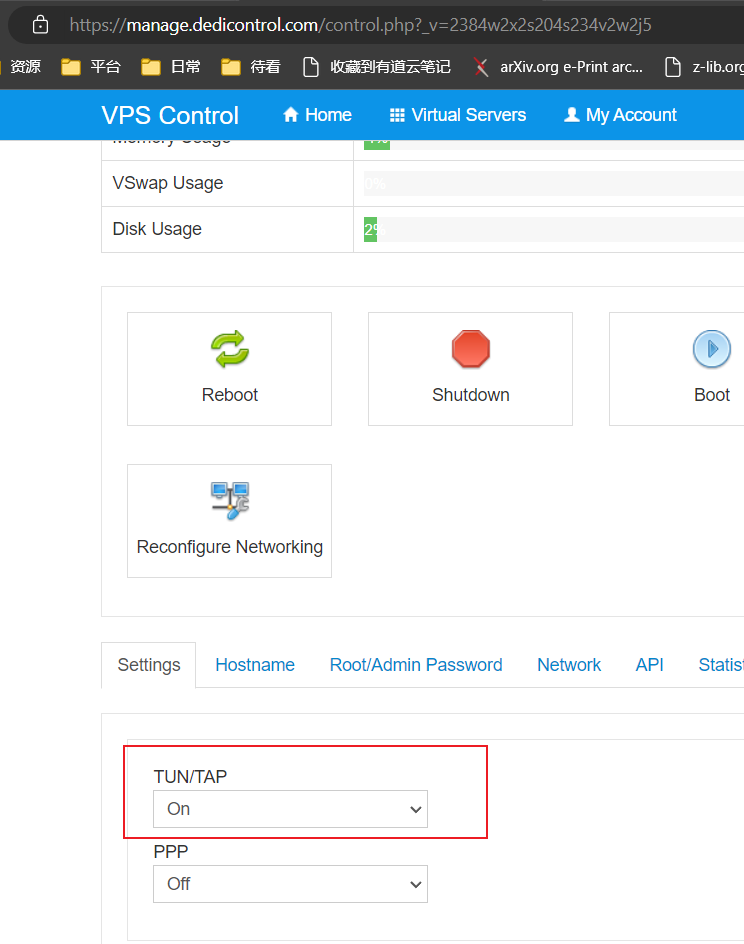 https://manage.dedicontrol.com/control.php?_v=2384w2x2s204s234v2w2j5
资源 平台 日常 待看 收藏到有道云笔记 arXiv.org e-Print arc... z-lib.org
VPS Control Home Virtual Servers My Account
Memory Usage
VSwap Usage 0%
Disk Usage 2%
Reboot Shutdown Boot
Reconfigure Networking
Settings Hostname Root/Admin Password Network API Statist
TUN/TAP
On
PPP
Off